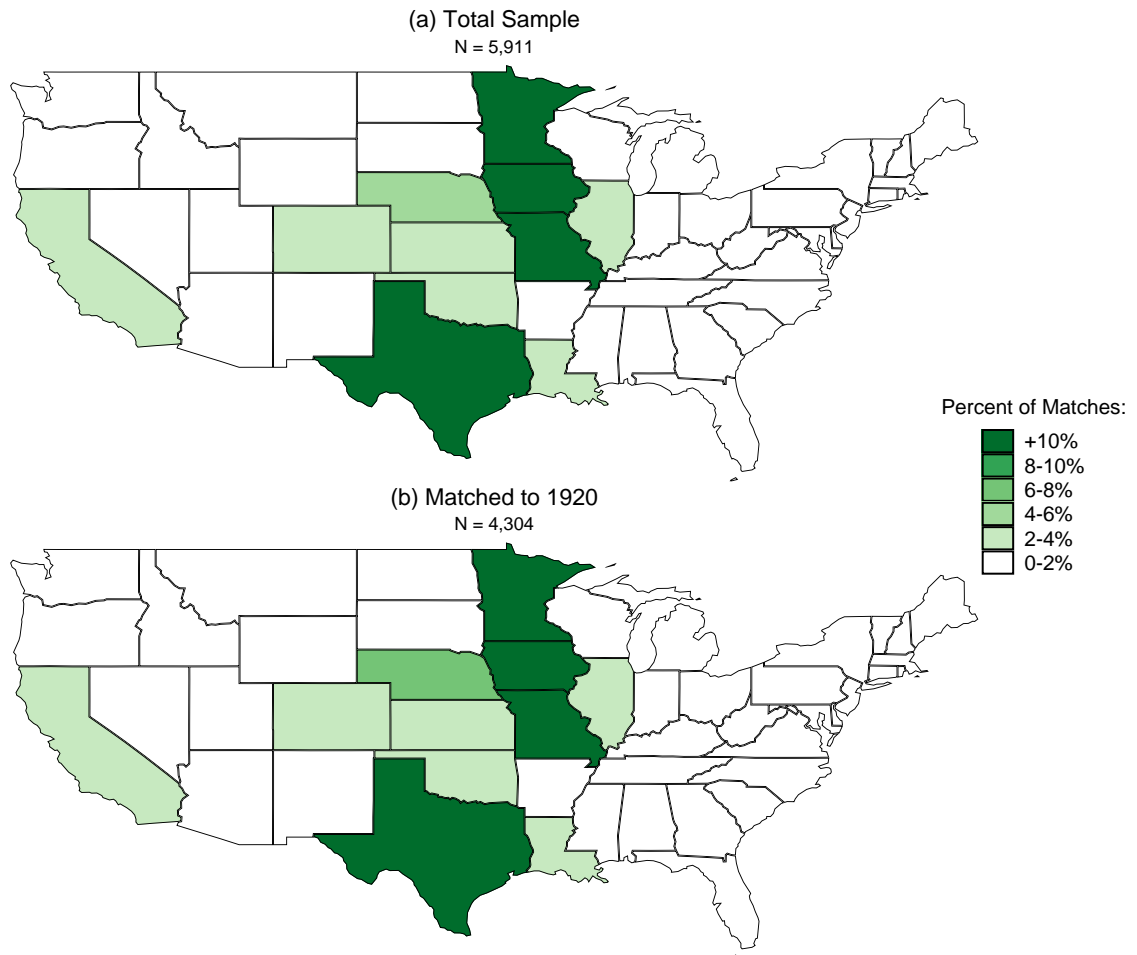 (a) Total Sample
N = 5,911
Percent of Matches:
+10%
8-10%
6-8%
4-6%
2-4%
0-2%
(b) Matched to 1920
N = 4,304